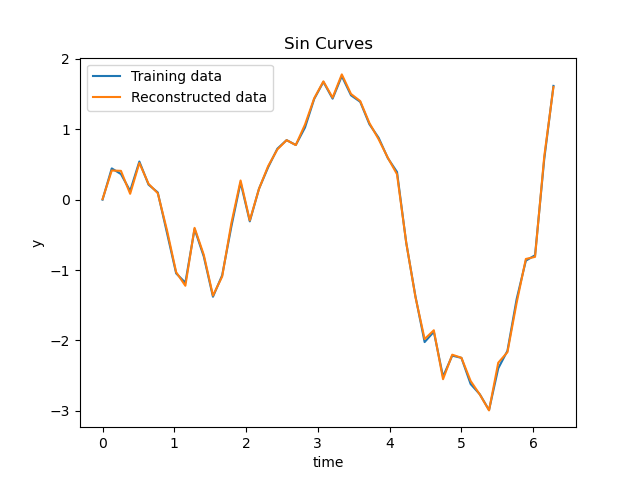 Sin Curves
Training data
Reconstructed data
y
2
1
0
−1
−2
−3
0 1 2 3 4 5 6
time